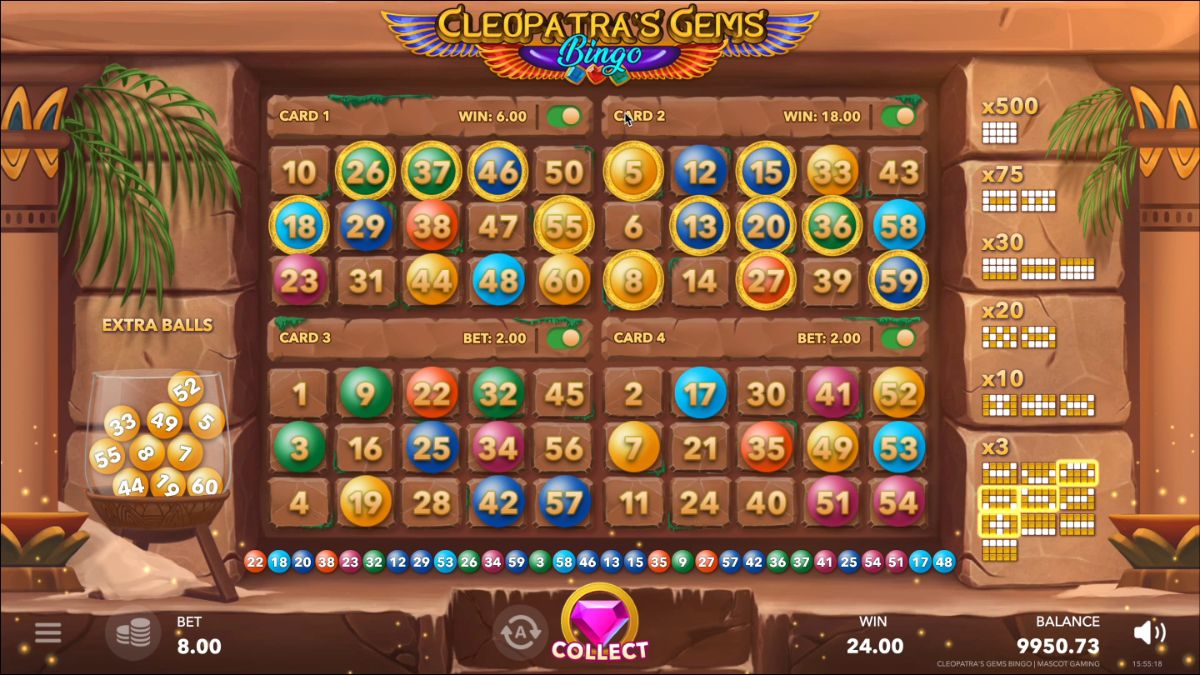 CLEOPATRA'S GEMS
Bingo
CARD 1 WIN: 6.00
10 26 37 46 50
18 29 38 47 55
23 31 44 48 60
CARD 2 WIN: 18.00
5 12 15 33 43
6 13 20 36 58
8 14 27 39 59
CARD 3 BET: 2.00
1 9 22 32 45
3 16 25 34 56
4 19 28 42 57
CARD 4 BET: 2.00
2 17 30 41 52
7 21 35 49 53
11 24 40 51 54
EXTRA BALLS
52
33 49 5
55 8 7
44 19 60
x500
x75
x30
x20
x10
x3
22 18 20 38 23 32 12 29 53 26 34 59 3 58 46 13 15 35 9 27 57 42 36 37 41 25 54 51 17 48
BET
8.00
A
COLLECT
WIN
24.00
BALANCE
9950.73
CLEOPATRA'S GEMS BINGO | MASCOT GAMING
15:55:18